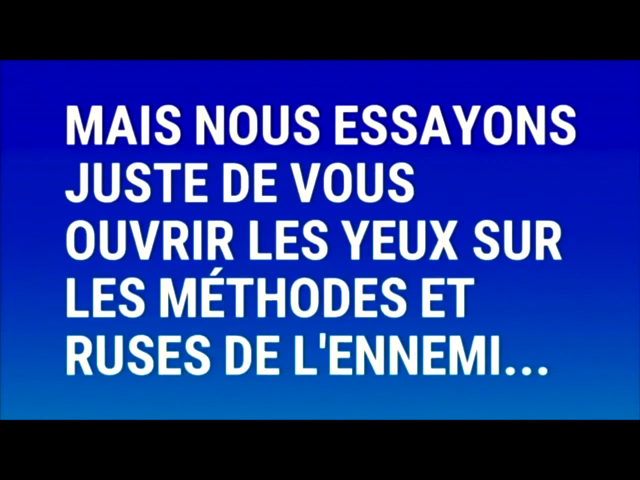 MAIS NOUS ESSAYONS
JUSTE DE VOUS
OUVRIR LES YEUX SUR
LES MÉTHODES ET
RUSES DE L'ENNEMI...